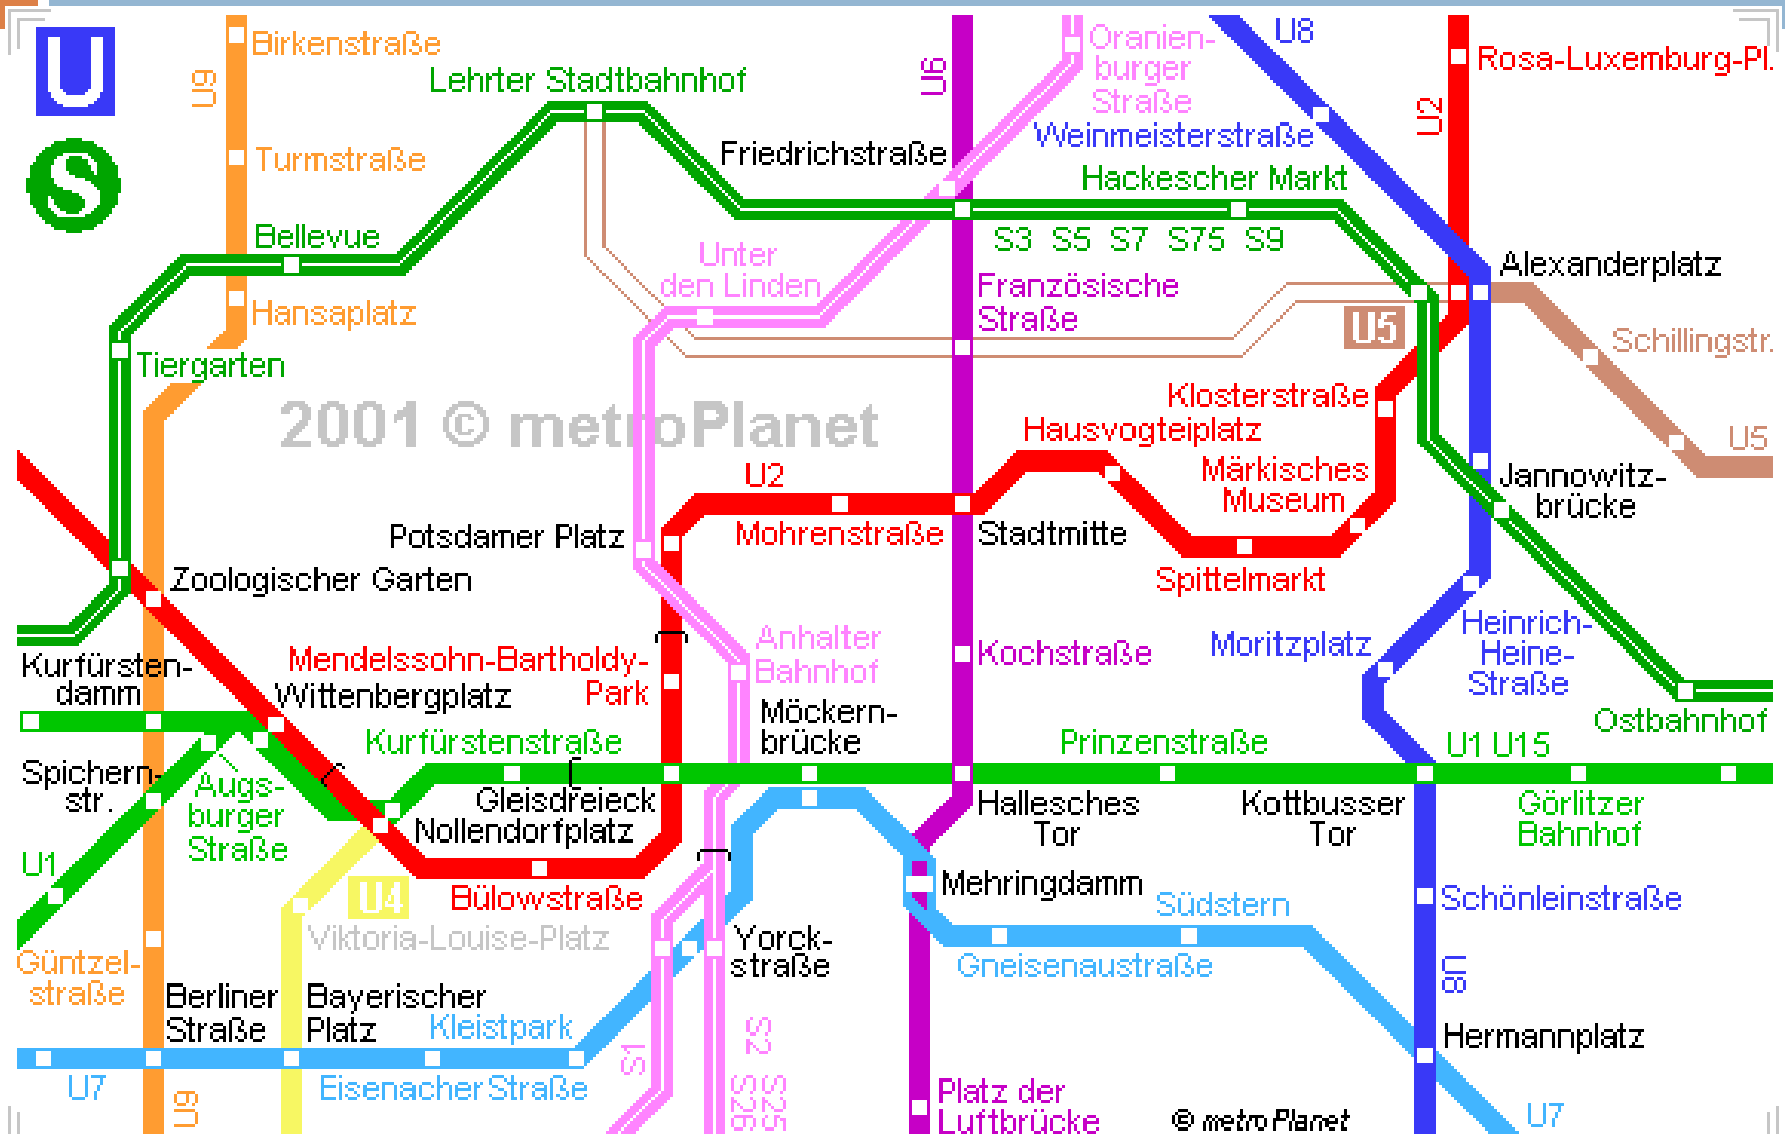 U
S
Birkenstraße
U9
Turmstraße
Lehrter Stadtbahnhof
Bellevue
Hansaplatz
Tiergarten
Friedrichstraße
U6
Oranien-
burger
Straße
U8
Weinmeisterstraße
Rosa-Luxemburg-Pl.
U2
Hackescher Markt
S3 S5 S7 S75 S9
Unter
den Linden
Französische
Straße
Alexanderplatz
U5
Schillingstr.
U5
2001 © metroPlanet
Klosterstraße
Hausvogteiplatz
Märkisches
Museum
U2
Mohrenstraße
Stadtmitte
Spittelmarkt
Jannowitz-
brücke
Potsdamer Platz
Zoologischer Garten
Kurfürsten-
damm
Wittenbergplatz
Mendelssohn-Bartholdy-
Park
Anhalter
Bahnhof
Kochstraße
Moritzplatz
Heinrich-
Heine-
Straße
Ostbahnhof
Möckern-
brücke
Kurfürstenstraße
Prinzenstraße
U1 U15
Spichern-
str.
Augs-
burger
Straße
Gleisdreieck
Nollendorfplatz
Hallesches
Tor
Kottbusser
Tor
Görlitzer
Bahnhof
U1
U4
Bülowstraße
Mehringdamm
Südstern
Schönleinstraße
Viktoria-Louise-Platz
Yorck-
straße
Gneisenaustraße
U8
Güntzel-
straße
Berliner
Straße
Bayerischer
Platz
Kleistpark
Hermannplatz
U7
U9
Eisenacher Straße
S1
S2
S26
S25
Platz der
Luftbrücke
© metroPlanet
U7